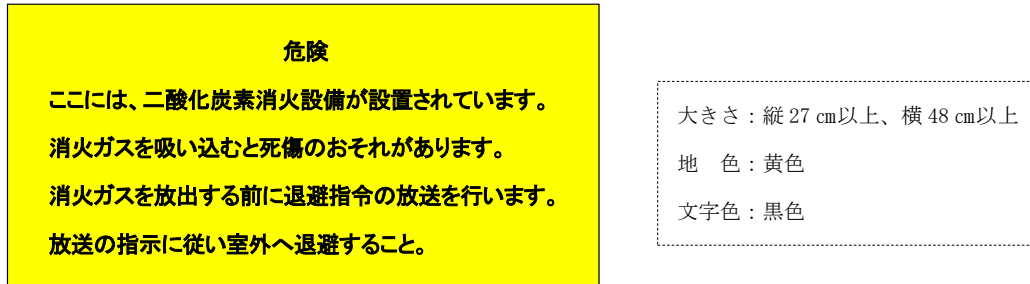 危険
ここには、二酸化炭素消火設備が設置されています。
消火ガスを吸い込むと死傷のおそれがあります。
消火ガスを放出する前に退避指令の放送を行います。
放送の指示に従い室外へ退避すること。
大きさ：縦 27 ㎝以上、横 48 ㎝以上
地　色：黄色
文字色：黒色